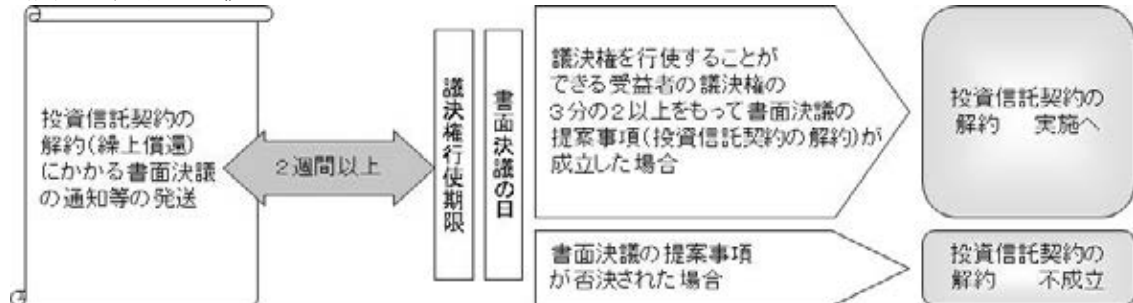 投資信託契約の
解約(繰上償還)
にかかる書面決議
の通知等の発送
2週間以上
議決権行使期限
書面決議の日
議決権を行使することが
できる受益者の議決権の
3分の2以上をもって書面決議の
提案事項(投資信託契約の解約)が
成立した場合
投資信託契約の
解約　実施へ
書面決議の提案事項
が否決された場合
投資信託契約の
解約　不成立